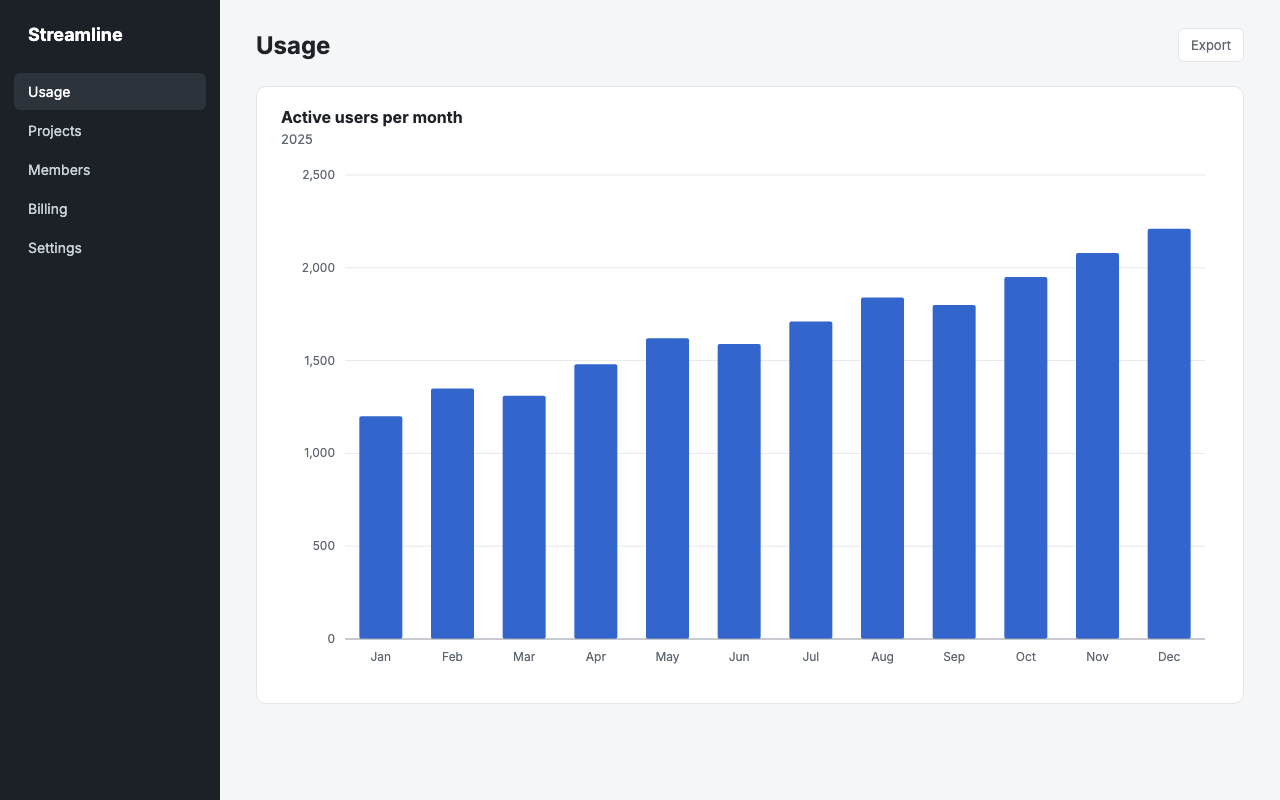 Streamline
Usage
Projects
Members
Billing
Settings
Usage
Export
Active users per month
2025
2,500
2,000
1,500
1,000
500
0
Jan Feb Mar Apr May Jun Jul Aug Sep Oct Nov Dec